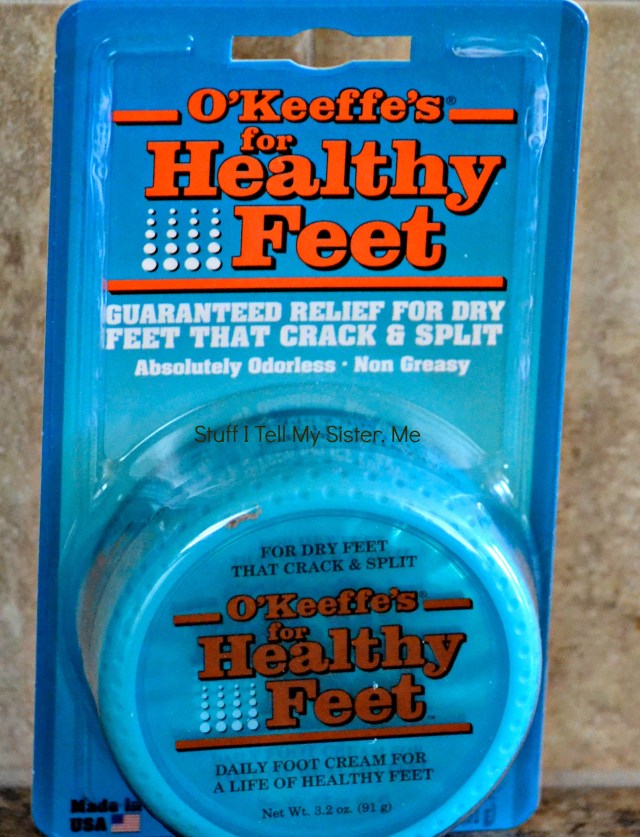 O'Keeffe's®
for
Healthy
Feet
GUARANTEED RELIEF FOR DRY
FEET THAT CRACK & SPLIT
Absolutely Odorless · Non Greasy
Stuff I Tell My Sister, Me
FOR DRY FEET
THAT CRACK & SPLIT
O'Keeffe's®
for
Healthy
Feet™
DAILY FOOT CREAM FOR
A LIFE OF HEALTHY FEET
Net Wt. 3.2 oz. (91 g)
Made in
USA